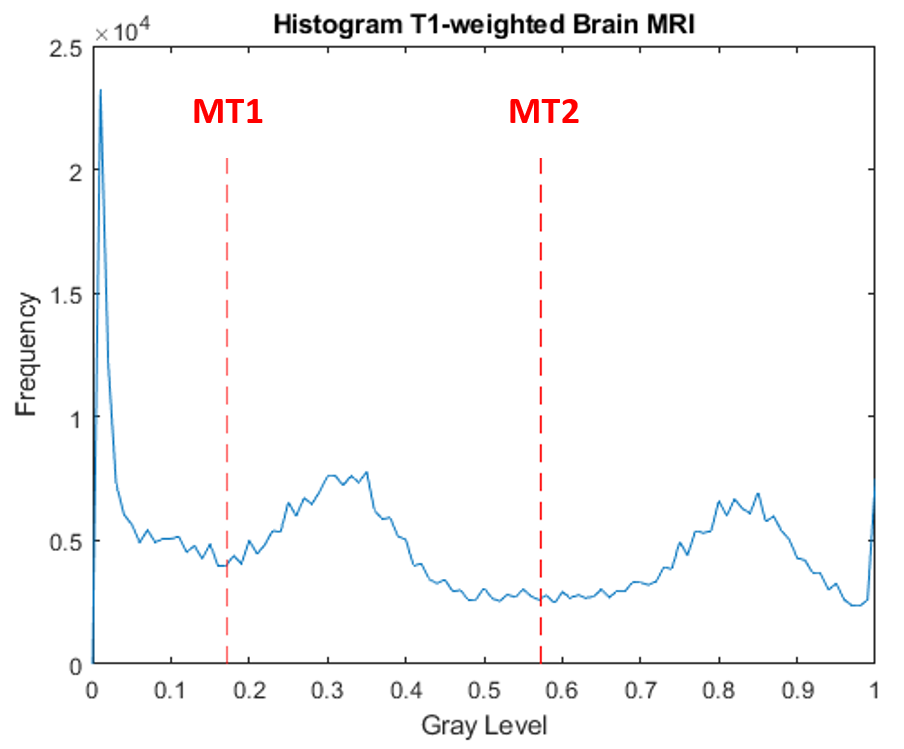 Histogram T1-weighted Brain MRI
×10⁴
2.5
2
1.5
1
0.5
0
Frequency
MT1
MT2
0 0.1 0.2 0.3 0.4 0.5 0.6 0.7 0.8 0.9 1
Gray Level